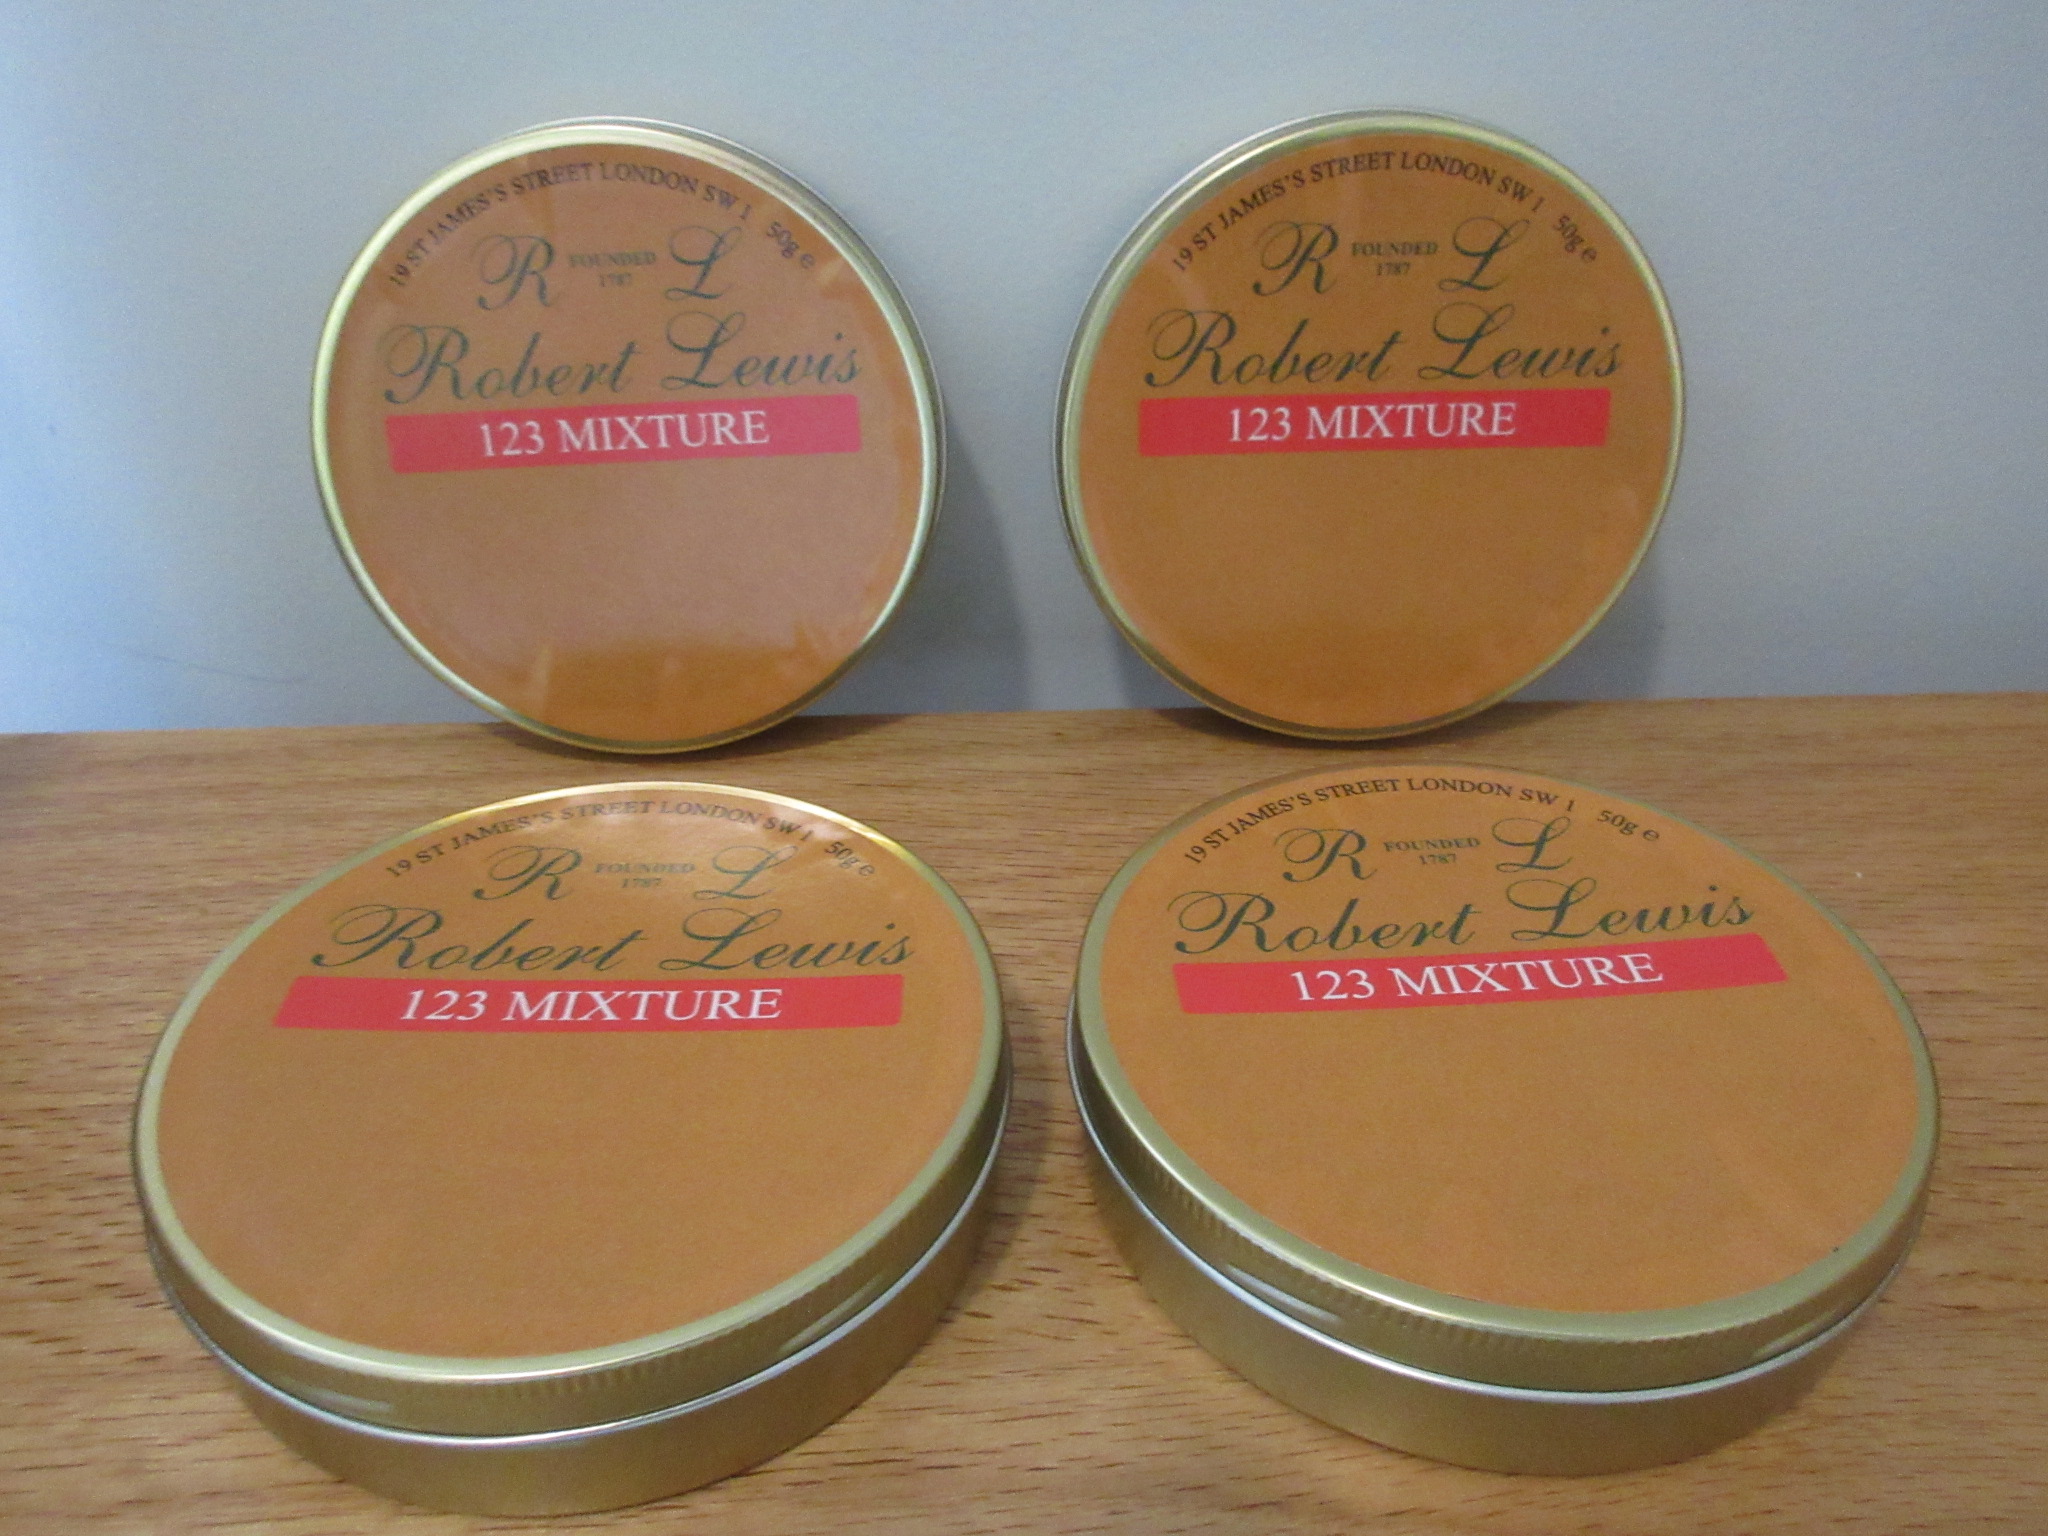 19 ST JAMES'S STREET LONDON SW 1 50g e
R FOUNDED L
1787
Robert Lewis
123 MIXTURE
19 ST JAMES'S STREET LONDON SW 1 50g e
R FOUNDED L
1787
Robert Lewis
123 MIXTURE
19 ST JAMES'S STREET LONDON SW 1 50g e
R FOUNDED L
1787
Robert Lewis
123 MIXTURE
19 ST JAMES'S STREET LONDON SW 1 50g e
R FOUNDED L
1787
Robert Lewis
123 MIXTURE